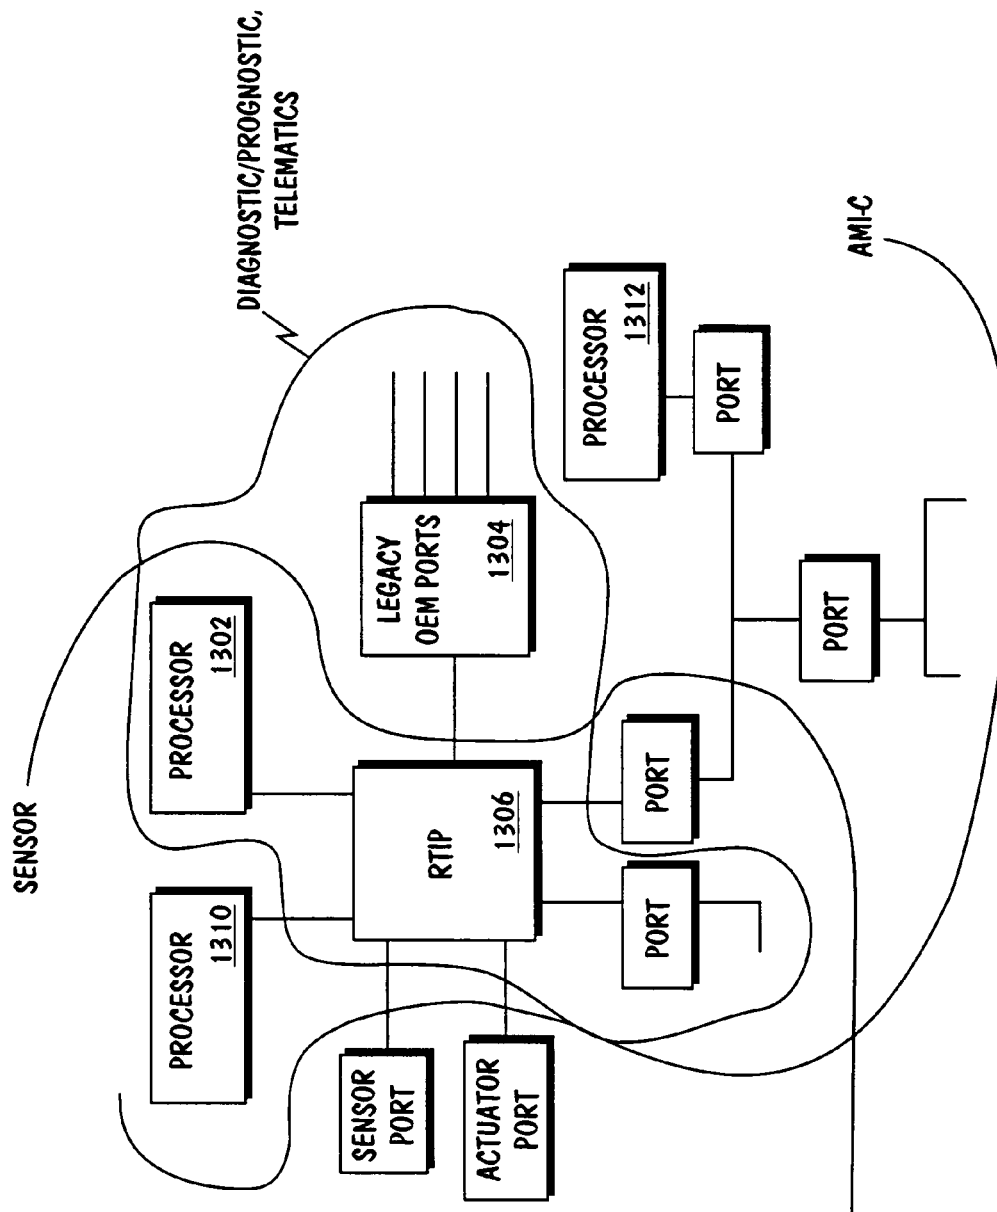 DIAGNOSTIC/PROGNOSTIC,
TELEMATICS
SENSOR
PROCESSOR
1310
PROCESSOR
1302
SENSOR
PORT
ACTUATOR
PORT
RTIP
1306
LEGACY
OEM PORTS
1304
PORT
PORT
PROCESSOR
1312
PORT
PORT
AMI-C